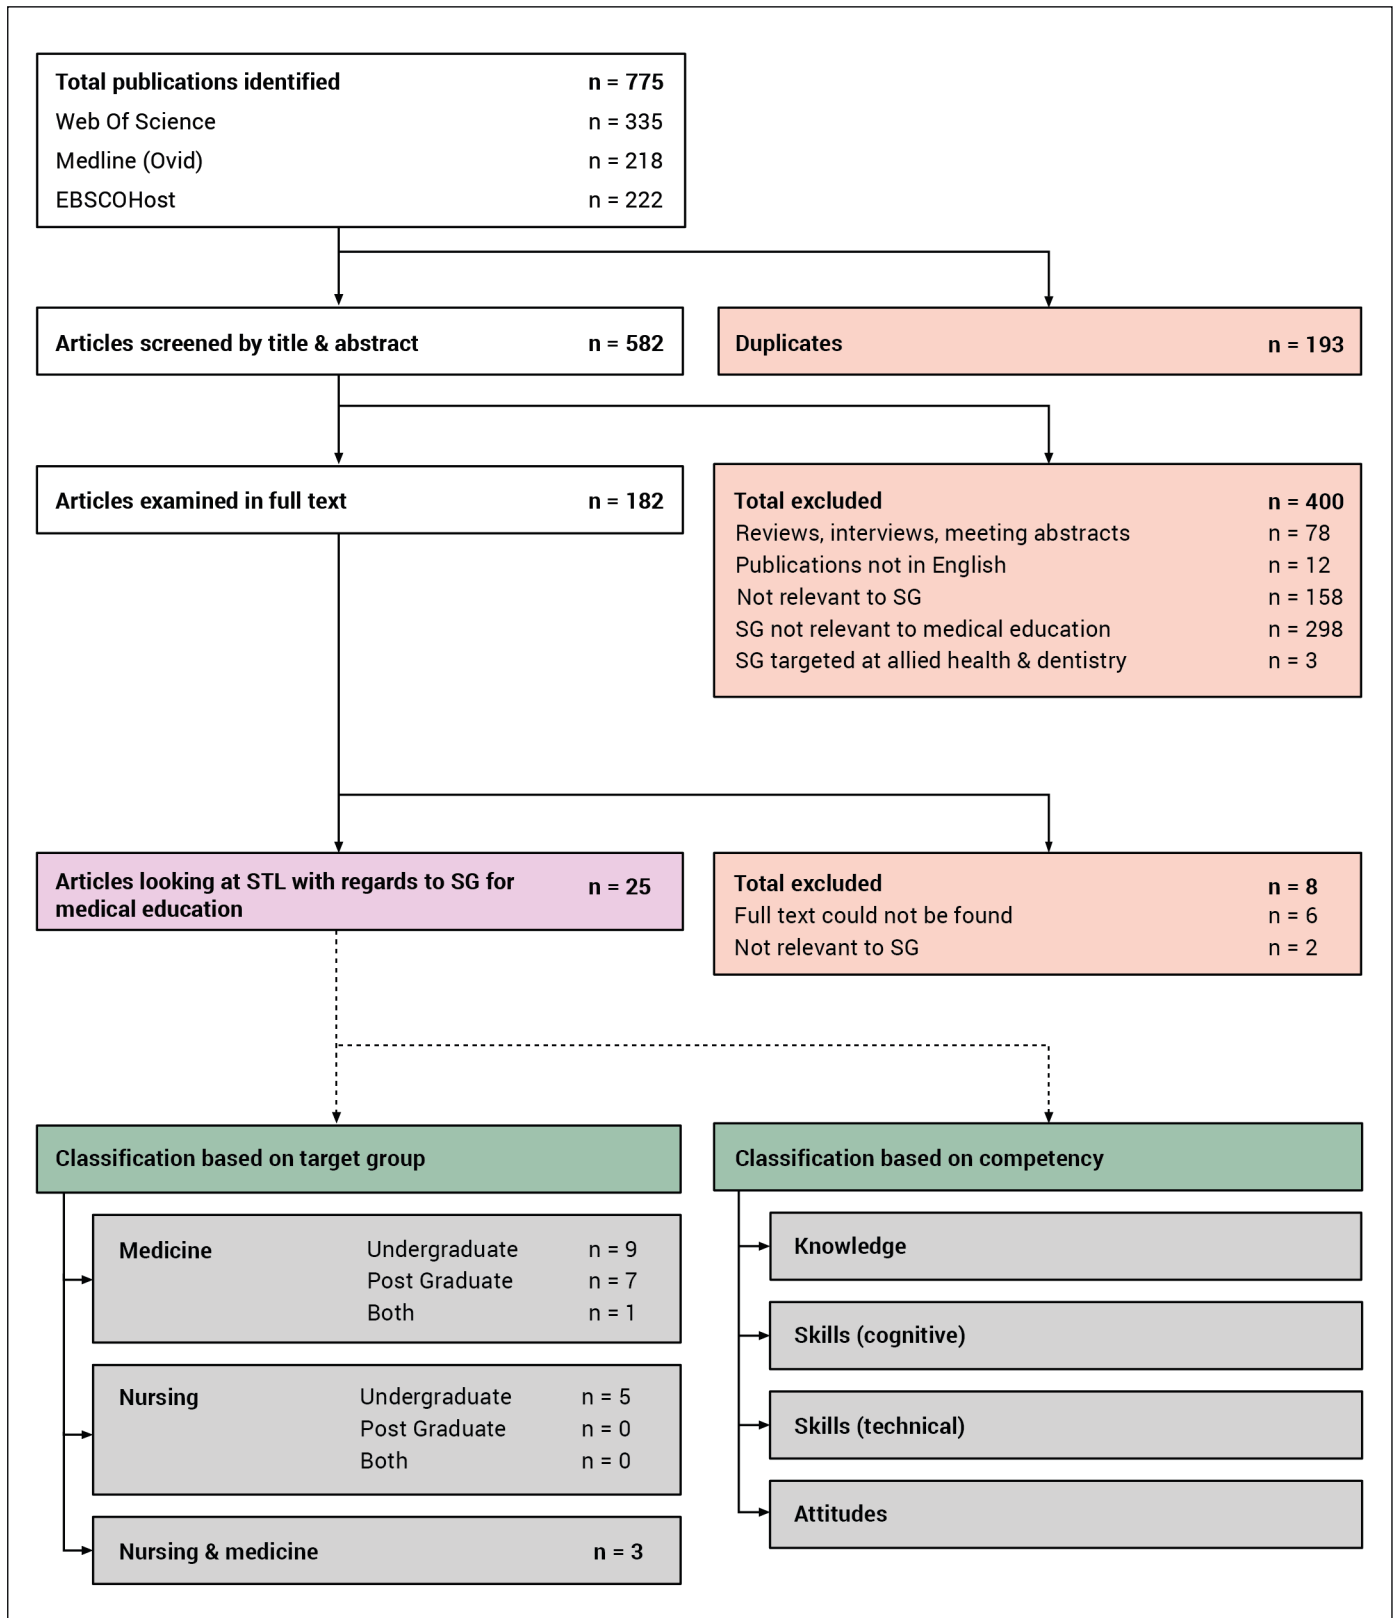 Total publications identified n = 775
Web Of Science n = 335
Medline (Ovid) n = 218
EBSCOHost n = 222
Articles screened by title & abstract n = 582
Duplicates n = 193
Articles examined in full text n = 182
Total excluded n = 400
Reviews, interviews, meeting abstracts n = 78
Publications not in English n = 12
Not relevant to SG n = 158
SG not relevant to medical education n = 298
SG targeted at allied health & dentistry n = 3
Articles looking at STL with regards to SG for n = 25
medical education
Total excluded n = 8
Full text could not be found n = 6
Not relevant to SG n = 2
Classification based on target group
Medicine Undergraduate n = 9
Post Graduate n = 7
Both n = 1
Nursing Undergraduate n = 5
Post Graduate n = 0
Both n = 0
Nursing & medicine n = 3
Classification based on competency
Knowledge
Skills (cognitive)
Skills (technical)
Attitudes